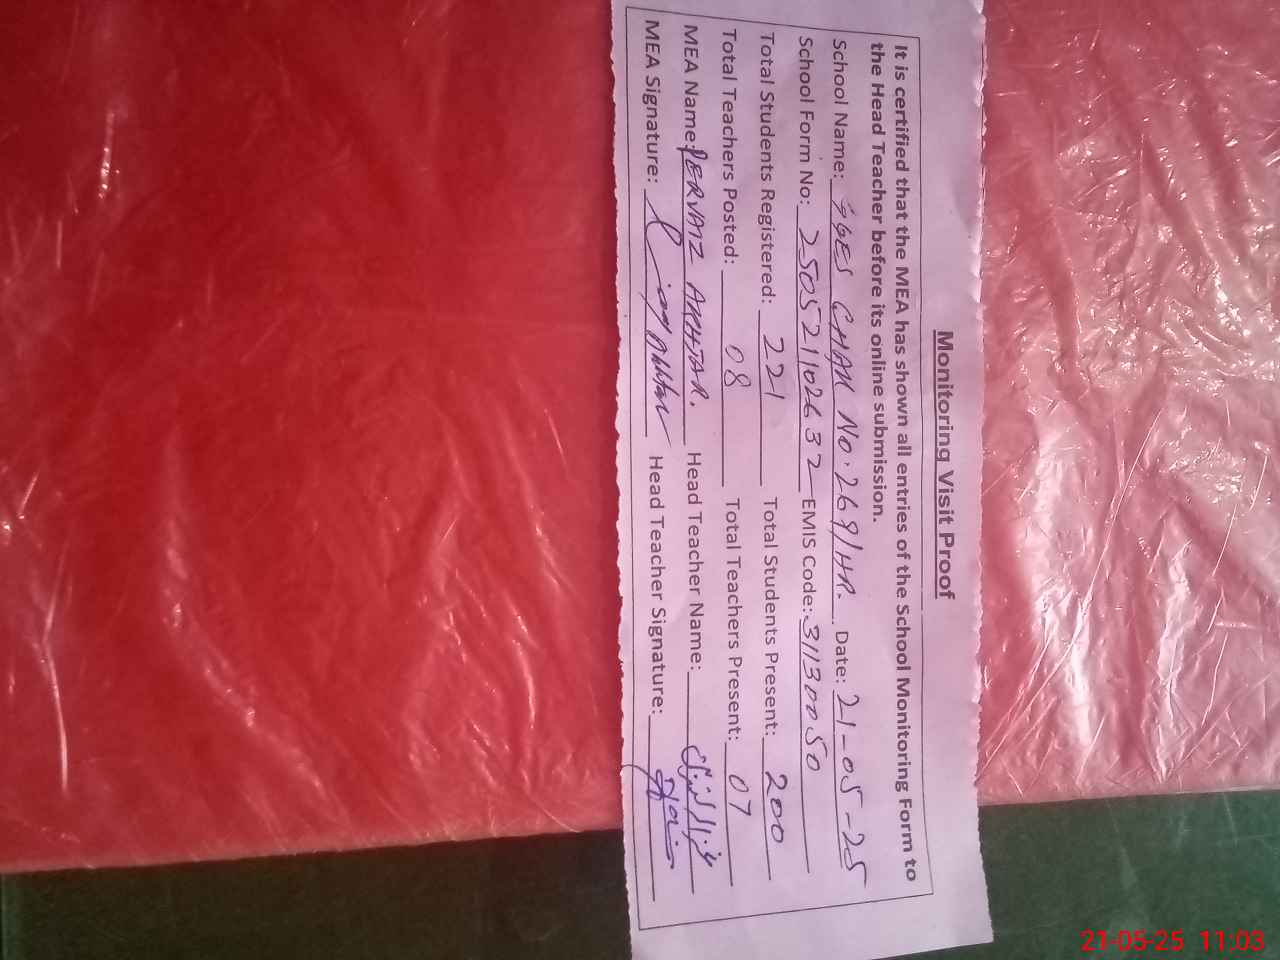 Monitoring Visit Proof
It is certified that the MEA has shown all entries of the School Monitoring Form to
the Head Teacher before its online submission.
School Name: GGES CHAK No. 269/HR. Date: 21-05-25
School Form No: 250521102632 EMIS Code: 31130050
Total Students Registered: 221 Total Students Present: 200
Total Teachers Posted: 08 Total Teachers Present: 07
MEA Name: PERVAIZ AKHTAR. Head Teacher Name:
MEA Signature: Head Teacher Signature:
21-05-25 11:03